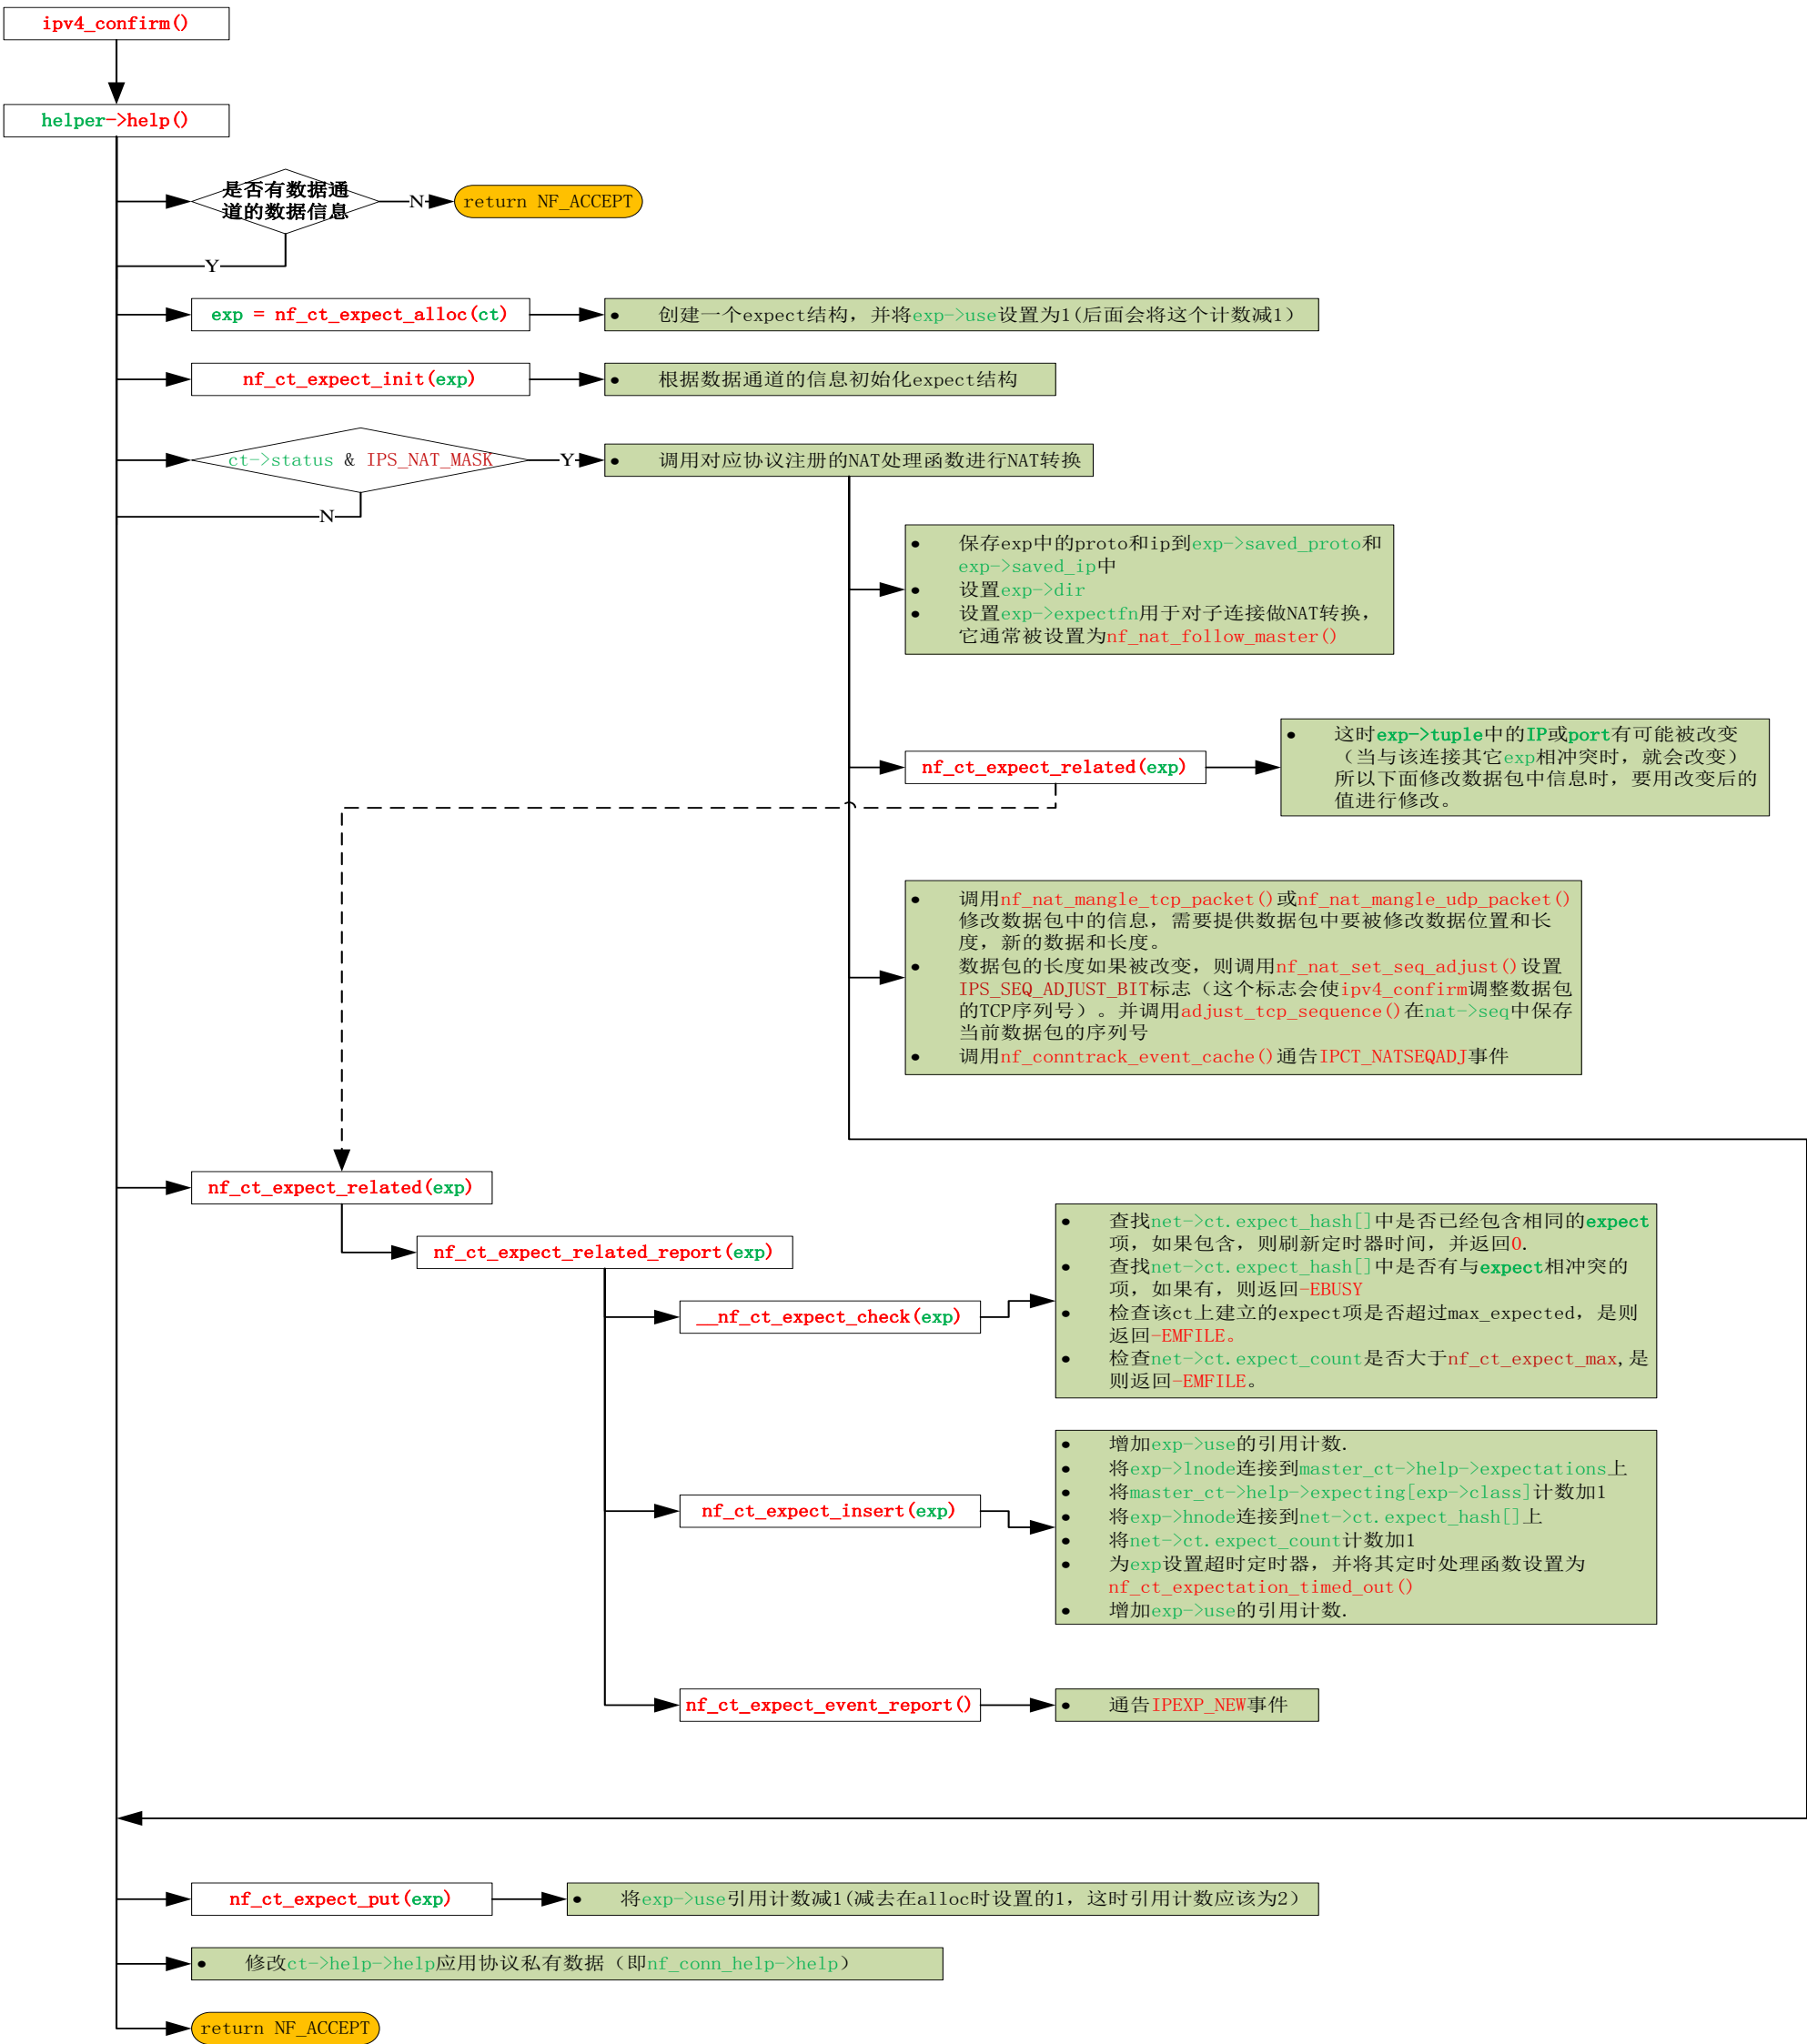 ipv4_confirm()
helper->help()
是否有数据通
道的数据信息
N
return NF_ACCEPT
Y
exp = nf_ct_expect_alloc(ct)
• 创建一个expect结构，并将exp->use设置为1(后面会将这个计数减1）
nf_ct_expect_init(exp)
• 根据数据通道的信息初始化expect结构
ct->status & IPS_NAT_MASK
Y
• 调用对应协议注册的NAT处理函数进行NAT转换
N
• 保存exp中的proto和ip到exp->saved_proto和
exp->saved_ip中
• 设置exp->dir
• 设置exp->expectfn用于对子连接做NAT转换，
它通常被设置为nf_nat_follow_master()
nf_ct_expect_related(exp)
• 这时exp->tuple中的IP或port有可能被改变
（当与该连接其它exp相冲突时，就会改变）
所以下面修改数据包中信息时，要用改变后的
值进行修改。
• 调用nf_nat_mangle_tcp_packet()或nf_nat_mangle_udp_packet()
修改数据包中的信息，需要提供数据包中要被修改数据位置和长
度，新的数据和长度。
• 数据包的长度如果被改变，则调用nf_nat_set_seq_adjust()设置
IPS_SEQ_ADJUST_BIT标志（这个标志会使ipv4_confirm调整数据包
的TCP序列号）。并调用adjust_tcp_sequence()在nat->seq中保存
当前数据包的序列号
• 调用nf_conntrack_event_cache()通告IPCT_NATSEQADJ事件
nf_ct_expect_related(exp)
nf_ct_expect_related_report(exp)
__nf_ct_expect_check(exp)
• 查找net->ct.expect_hash[]中是否已经包含相同的expect
项，如果包含，则刷新定时器时间，并返回0.
• 查找net->ct.expect_hash[]中是否有与expect相冲突的
项，如果有，则返回-EBUSY
• 检查该ct上建立的expect项是否超过max_expected，是则
返回-EMFILE。
• 检查net->ct.expect_count是否大于nf_ct_expect_max,是
则返回-EMFILE。
nf_ct_expect_insert(exp)
• 增加exp->use的引用计数.
• 将exp->lnode连接到master_ct->help->expectations上
• 将master_ct->help->expecting[exp->class]计数加1
• 将exp->hnode连接到net->ct.expect_hash[]上
• 将net->ct.expect_count计数加1
• 为exp设置超时定时器，并将其定时处理函数设置为
nf_ct_expectation_timed_out()
• 增加exp->use的引用计数.
nf_ct_expect_event_report()
• 通告IPEXP_NEW事件
nf_ct_expect_put(exp)
• 将exp->use引用计数减1(减去在alloc时设置的1，这时引用计数应该为2）
• 修改ct->help->help应用协议私有数据（即nf_conn_help->help）
return NF_ACCEPT